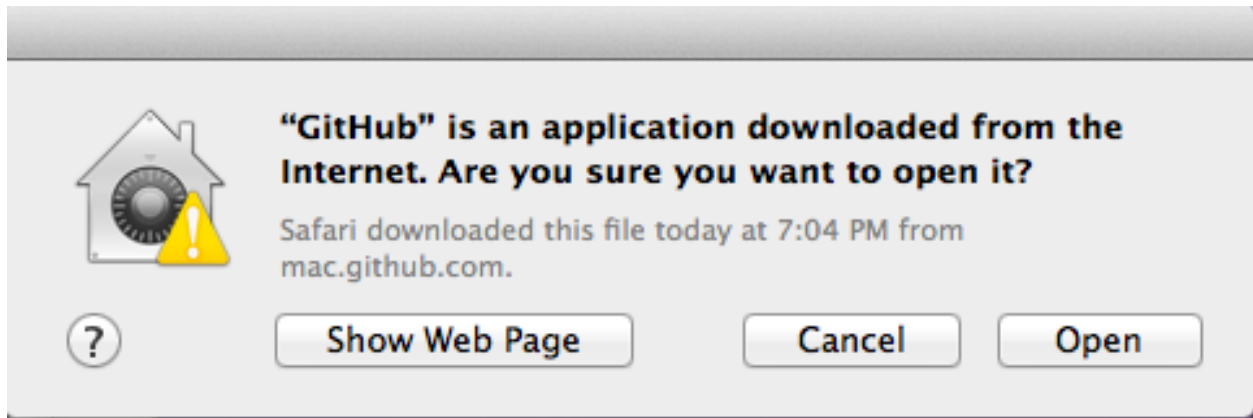 “GitHub” is an application downloaded from the
Internet. Are you sure you want to open it?
Safari downloaded this file today at 7:04 PM from
mac.github.com.
?
Show Web Page
Cancel
Open